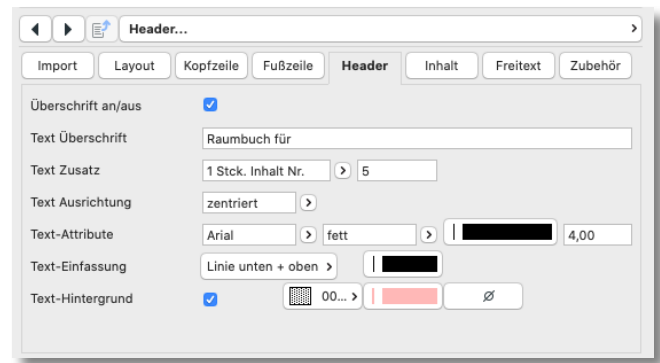 Header...
Import Layout Kopfzeile Fußzeile Header Inhalt Freitext Zubehör
Überschrift an/aus
Text Überschrift Raumbuch für
Text Zusatz 1 Stck. Inhalt Nr. 5
Text Ausrichtung zentriert
Text-Attribute Arial fett 4,00
Text-Einfassung Linie unten + oben
Text-Hintergrund 00... Ø